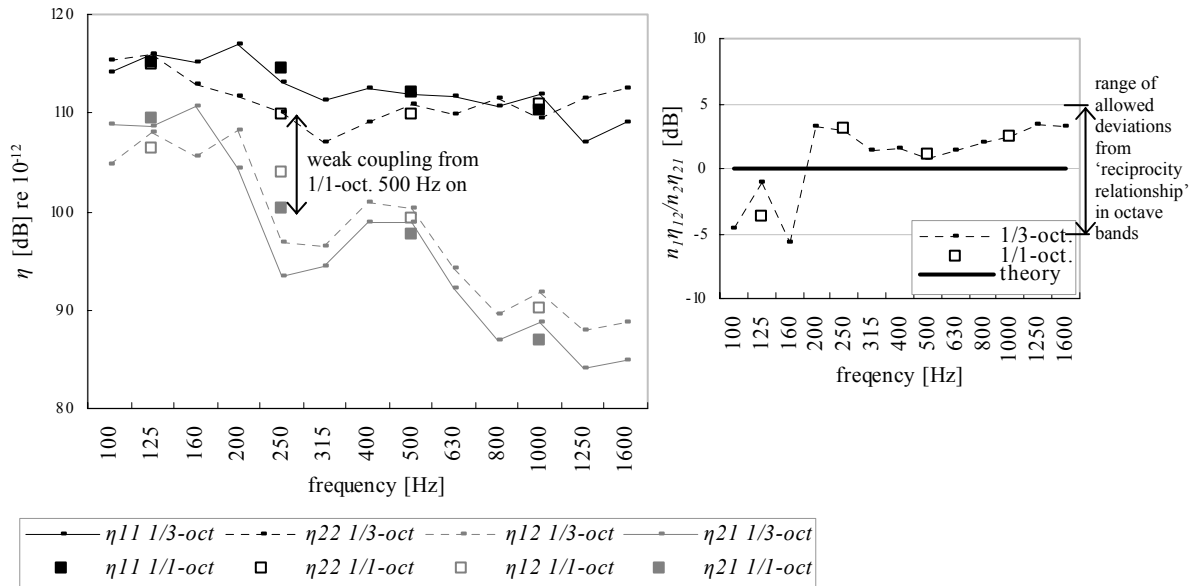 120
110
100
90
80
η [dB] re 10⁻¹²
weak coupling from
1/1-oct. 500 Hz on
100
125
160
200
250
315
400
500
630
800
1000
1250
1600
frequency [Hz]
10
5
0
-5
-10
n₁η₁₂/n₂η₂₁ [dB]
1/3-oct.
1/1-oct.
theory
100
125
160
200
250
315
400
500
630
800
1000
1250
1600
freqency [Hz]
range of
allowed
deviations
from
‘reciprocity
relationship’
in octave
bands
η11 1/3-oct
η22 1/3-oct
η12 1/3-oct
η21 1/3-oct
η11 1/1-oct
η22 1/1-oct
η12 1/1-oct
η21 1/1-oct